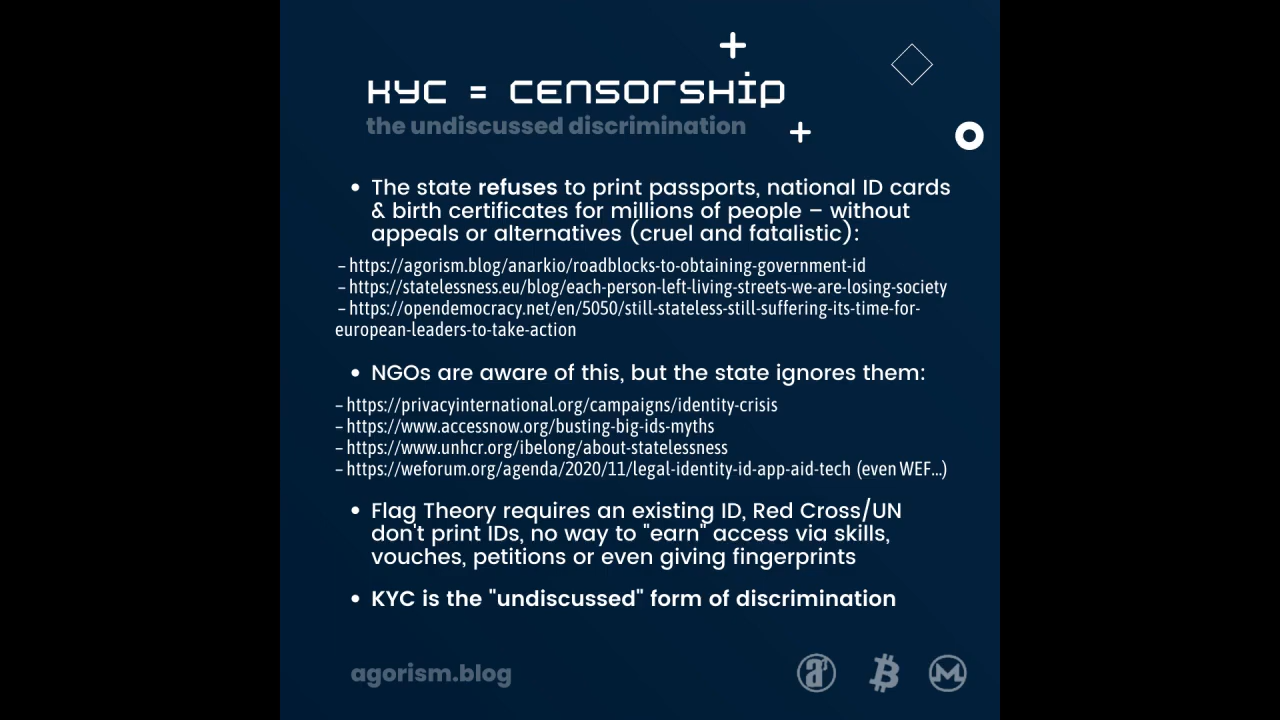 KYC = CENSORSHIP
the undiscussed discrimination
• The state refuses to print passports, national ID cards
& birth certificates for millions of people – without
appeals or alternatives (cruel and fatalistic):
– https://agorism.blog/anarkio/roadblocks-to-obtaining-government-id
– https://statelessness.eu/blog/each-person-left-living-streets-we-are-losing-society
– https://opendemocracy.net/en/5050/still-stateless-still-suffering-its-time-for-
european-leaders-to-take-action
• NGOs are aware of this, but the state ignores them:
– https://privacyinternational.org/campaigns/identity-crisis
– https://www.accessnow.org/busting-big-ids-myths
– https://www.unhcr.org/ibelong/about-statelessness
– https://weforum.org/agenda/2020/11/legal-identity-id-app-aid-tech (even WEF...)
• Flag Theory requires an existing ID, Red Cross/UN
don't print IDs, no way to "earn" access via skills,
vouches, petitions or even giving fingerprints
• KYC is the "undiscussed" form of discrimination
agorism.blog